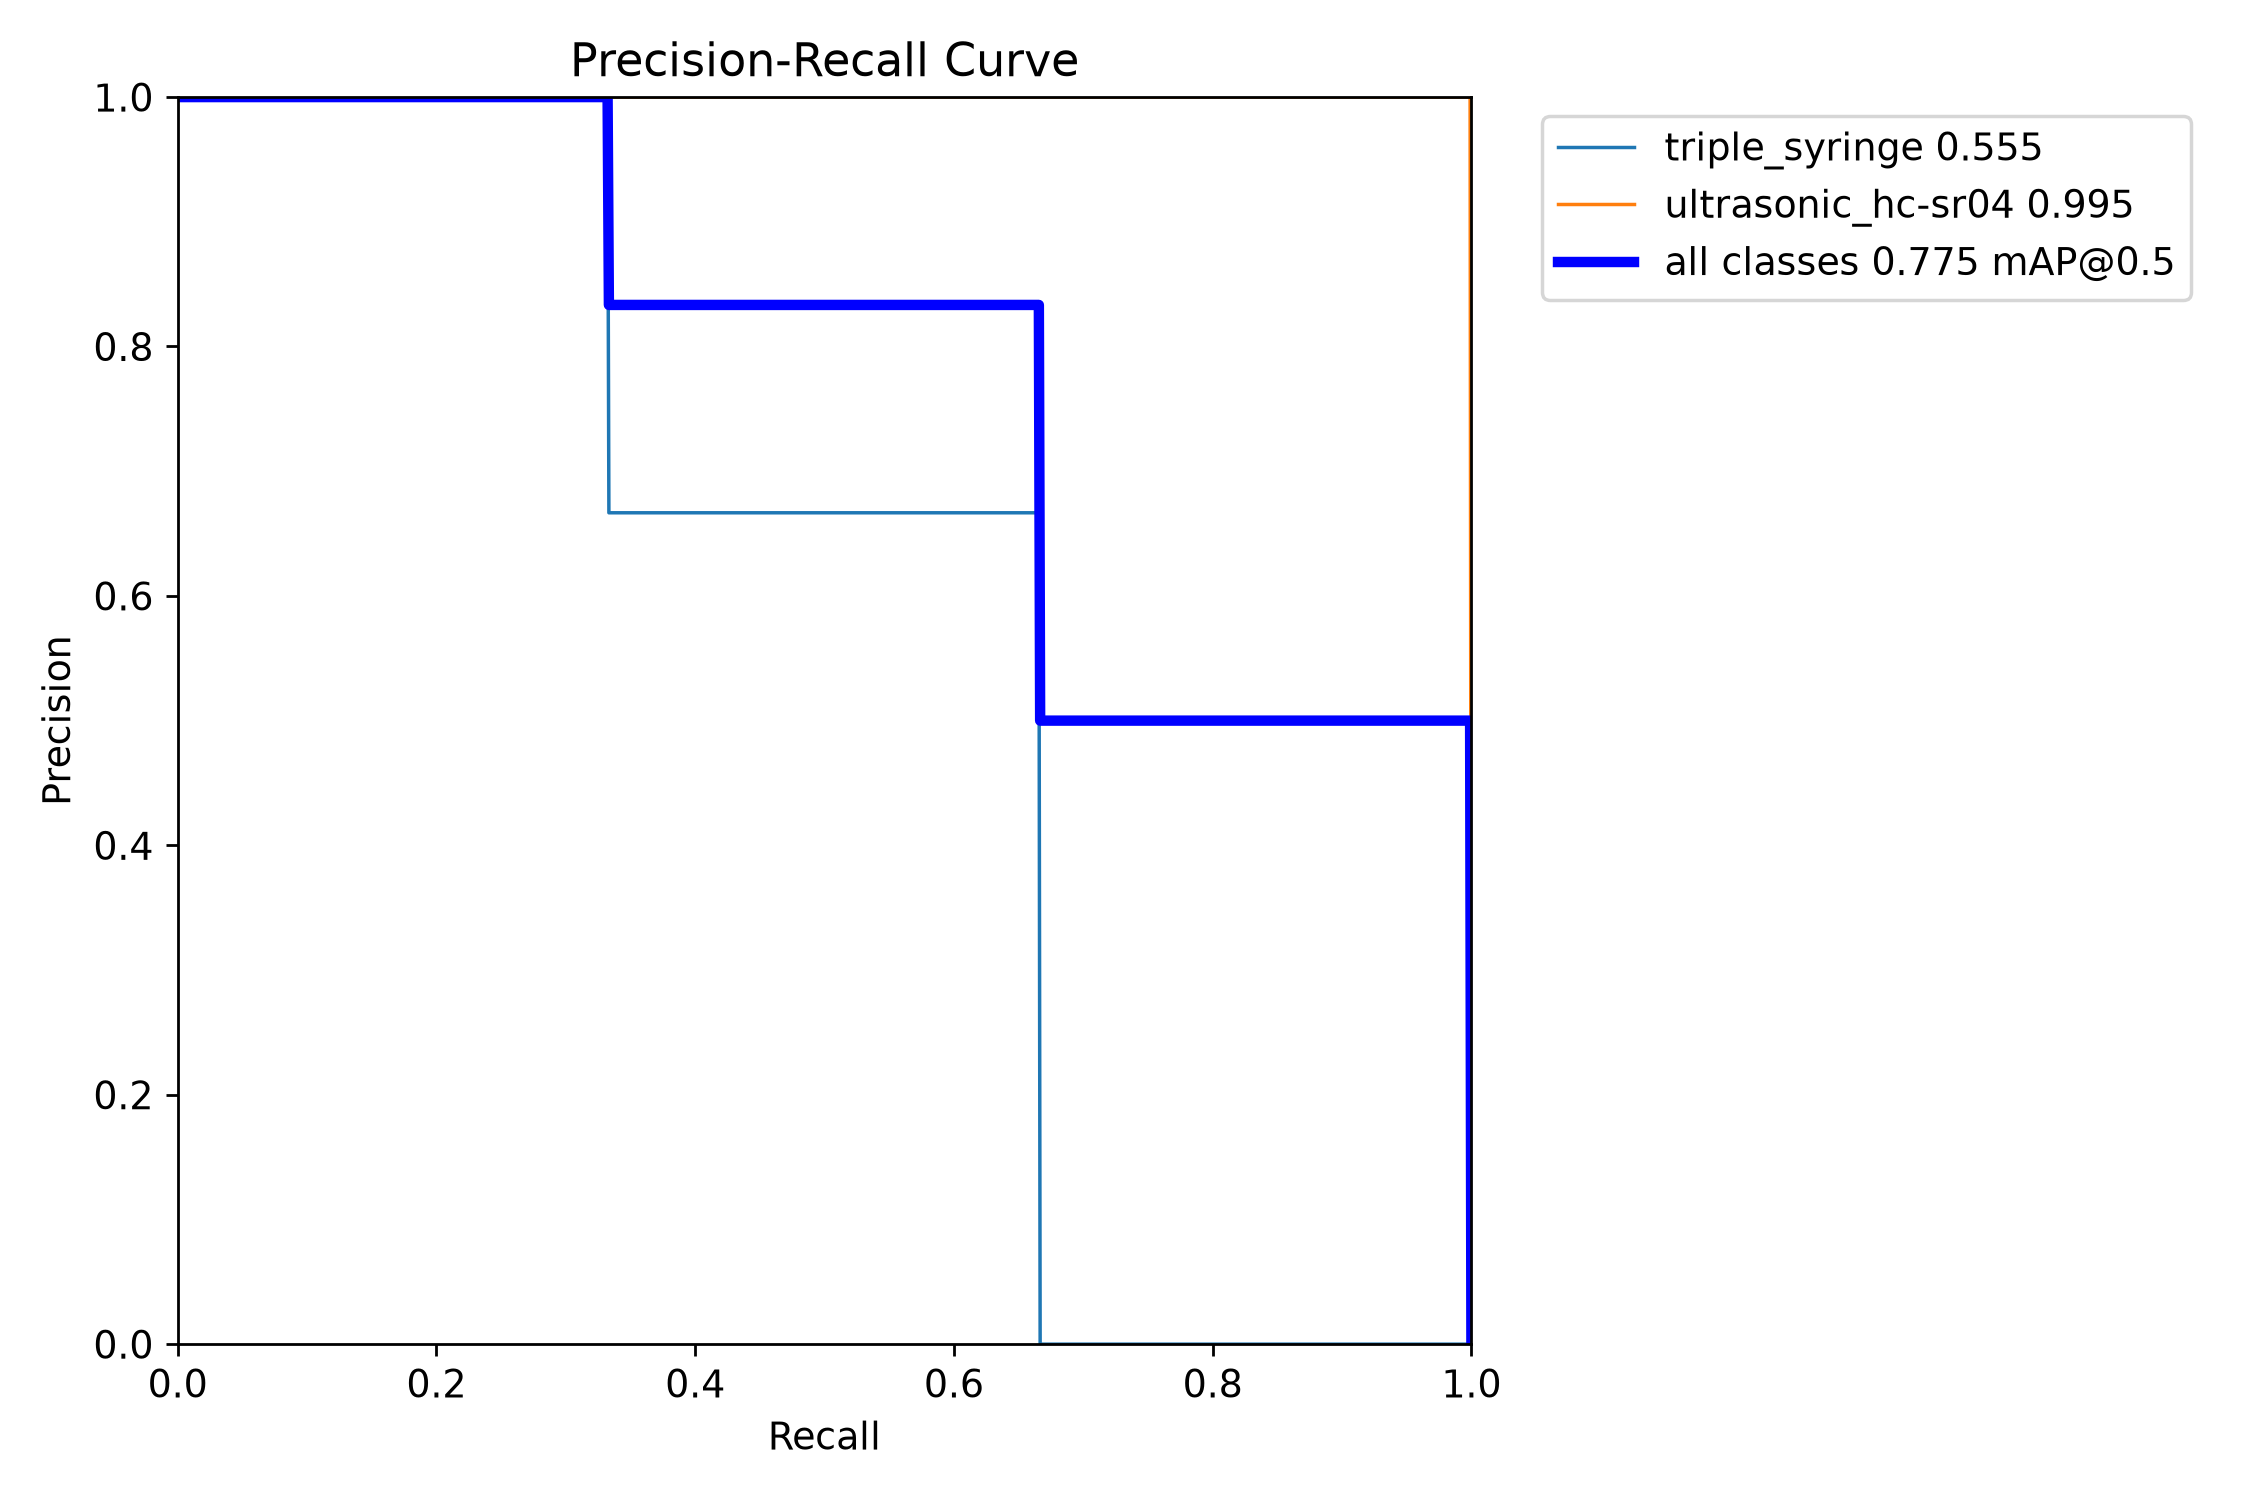 Precision-Recall Curve
1.0
0.8
0.6
0.4
0.2
0.0
Precision
0.0 0.2 0.4 0.6 0.8 1.0
Recall
triple_syringe 0.555
ultrasonic_hc-sr04 0.995
all classes 0.775 mAP@0.5